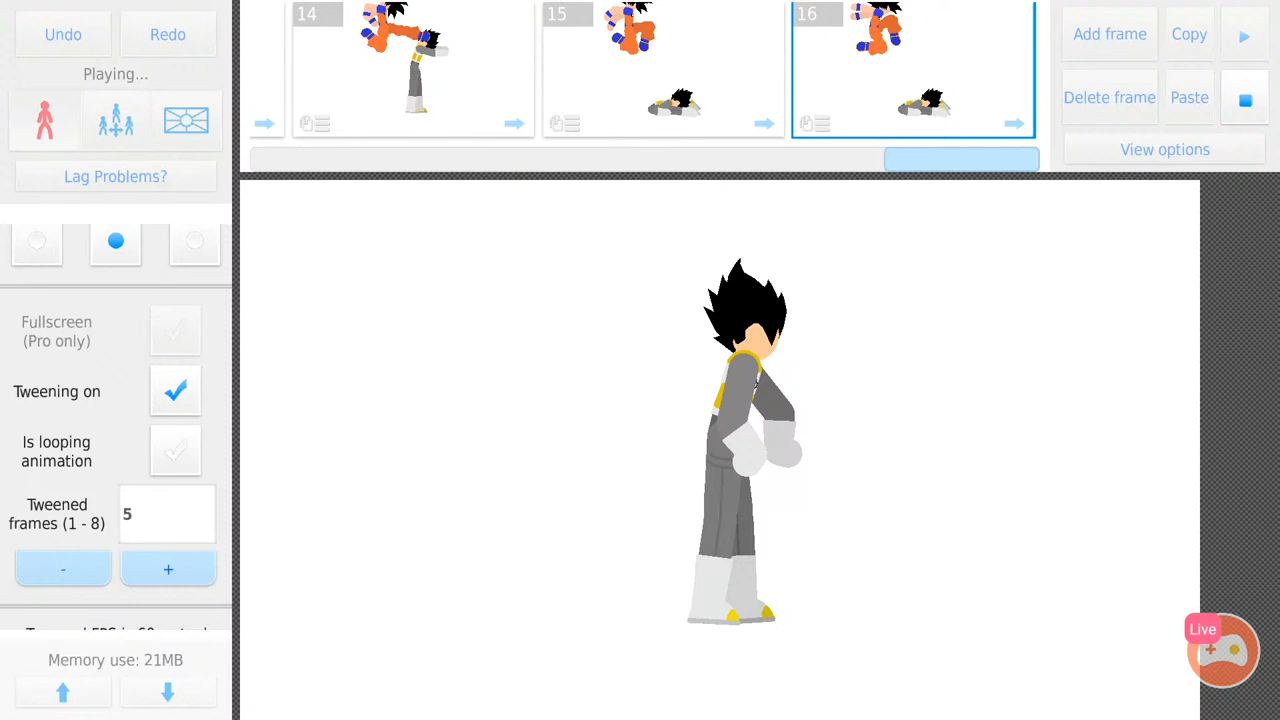 Undo
Redo
Playing...
Lag Problems?
Fullscreen
(Pro only)
Tweening on
Is looping
animation
Tweened
frames (1 - 8)
5
-
+
Memory use: 21MB
14
15
16
Add frame
Copy
Delete frame
Paste
View options
Live